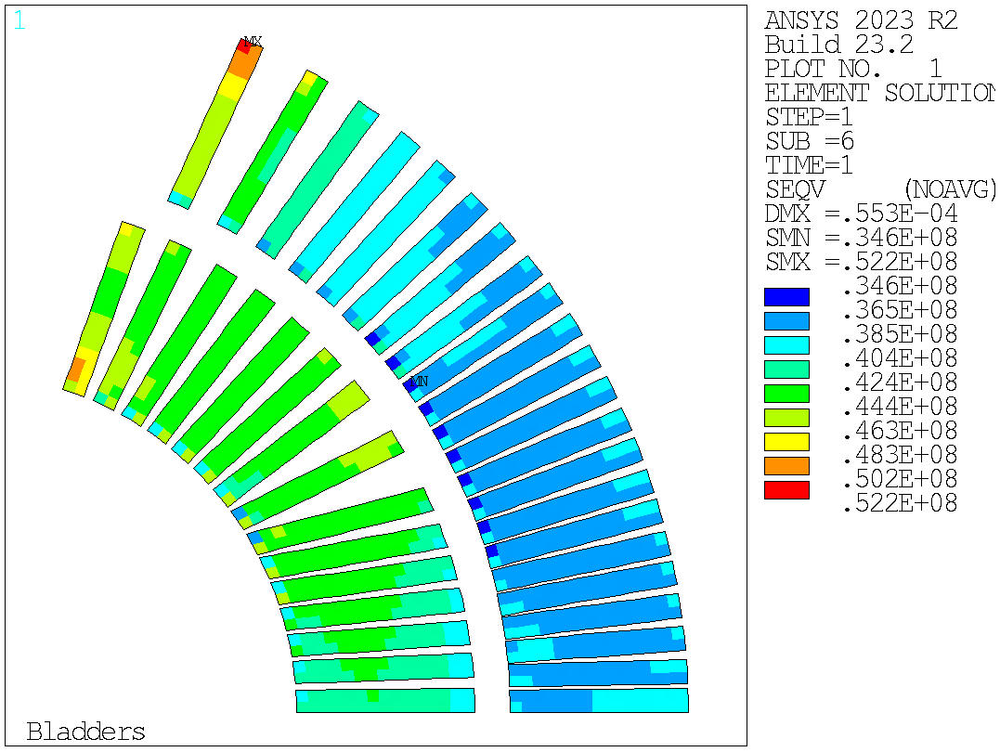 1
MX
MN
Bladders
ANSYS 2023 R2
Build 23.2
PLOT NO. 1
ELEMENT SOLUTION
STEP=1
SUB =6
TIME=1
SEQV (NOAVG)
DMX =.553E-04
SMN =.346E+08
SMX =.522E+08
.346E+08
.365E+08
.385E+08
.404E+08
.424E+08
.444E+08
.463E+08
.483E+08
.502E+08
.522E+08